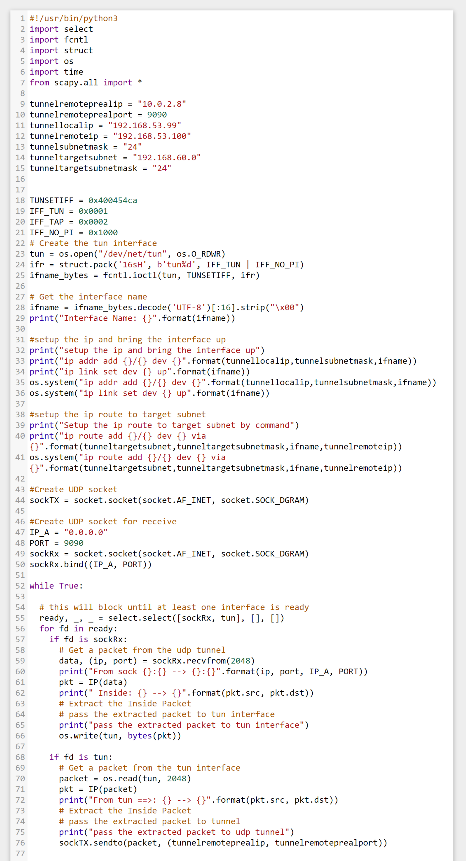 1 #!/usr/bin/python3
2 import select
3 import fcntl
4 import struct
5 import os
6 import time
7 from scapy.all import *
8
9 tunnelremoteprealip = "10.0.2.8"
10 tunnelremoteprealport = 9090
11 tunnellocalip = "192.168.53.99"
12 tunnelremoteip = "192.168.53.100"
13 tunnelsubnetmask = "24"
14 tunneltargetsubnet = "192.168.60.0"
15 tunneltargetsubnetmask = "24"
16
17
18 TUNSETIFF = 0x400454ca
19 IFF_TUN = 0x0001
20 IFF_TAP = 0x0002
21 IFF_NO_PI = 0x1000
22 # Create the tun interface
23 tun = os.open("/dev/net/tun", os.O_RDWR)
24 ifr = struct.pack('16sH', b'tun%d', IFF_TUN | IFF_NO_PI)
25 ifname_bytes = fcntl.ioctl(tun, TUNSETIFF, ifr)
26
27 # Get the interface name
28 ifname = ifname_bytes.decode('UTF-8')[:16].strip("\x00")
29 print("Interface Name: {}".format(ifname))
30
31 #setup the ip and bring the interface up
32 print("setup the ip and bring the interface up")
33 print("ip addr add {}/{} dev {}".format(tunnellocalip,tunnelsubnetmask,ifname))
34 print("ip link set dev {} up".format(ifname))
35 os.system("ip addr add {}/{} dev {}".format(tunnellocalip,tunnelsubnetmask,ifname))
36 os.system("ip link set dev {} up".format(ifname))
37
38 #setup the ip route to target subnet
39 print("Setup the ip route to target subnet by command")
40 print("ip route add {}/{} dev {} via
{}".format(tunneltargetsubnet,tunneltargetsubnetmask,ifname,tunnelremoteip))
41 os.system("ip route add {}/{} dev {} via
{}".format(tunneltargetsubnet,tunneltargetsubnetmask,ifname,tunnelremoteip))
42
43 #Create UDP socket
44 sockTX = socket.socket(socket.AF_INET, socket.SOCK_DGRAM)
45
46 #Create UDP socket for receive
47 IP_A = "0.0.0.0"
48 PORT = 9090
49 sockRx = socket.socket(socket.AF_INET, socket.SOCK_DGRAM)
50 sockRx.bind((IP_A, PORT))
51
52 while True:
53
54 # this will block until at least one interface is ready
55 ready, _, _ = select.select([sockRx, tun], [], [])
56 for fd in ready:
57 if fd is sockRx:
58 # Get a packet from the udp tunnel
59 data, (ip, port) = sockRx.recvfrom(2048)
60 print("From sock {}:{} --> {}:{}".format(ip, port, IP_A, PORT))
61 pkt = IP(data)
62 print(" Inside: {} --> {}".format(pkt.src, pkt.dst))
63 # Extract the Inside Packet
64 # pass the extracted packet to tun interface
65 print("pass the extracted packet to tun interface")
66 os.write(tun, bytes(pkt))
67
68 if fd is tun:
69 # Get a packet from the tun interface
70 packet = os.read(tun, 2048)
71 pkt = IP(packet)
72 print("From tun ==>: {} --> {}".format(pkt.src, pkt.dst))
73 # Extract the Inside Packet
74 # pass the extracted packet to tunnel
75 print("pass the extracted packet to udp tunnel")
76 sockTX.sendto(packet, (tunnelremoteprealip, tunnelremoteprealport))
77